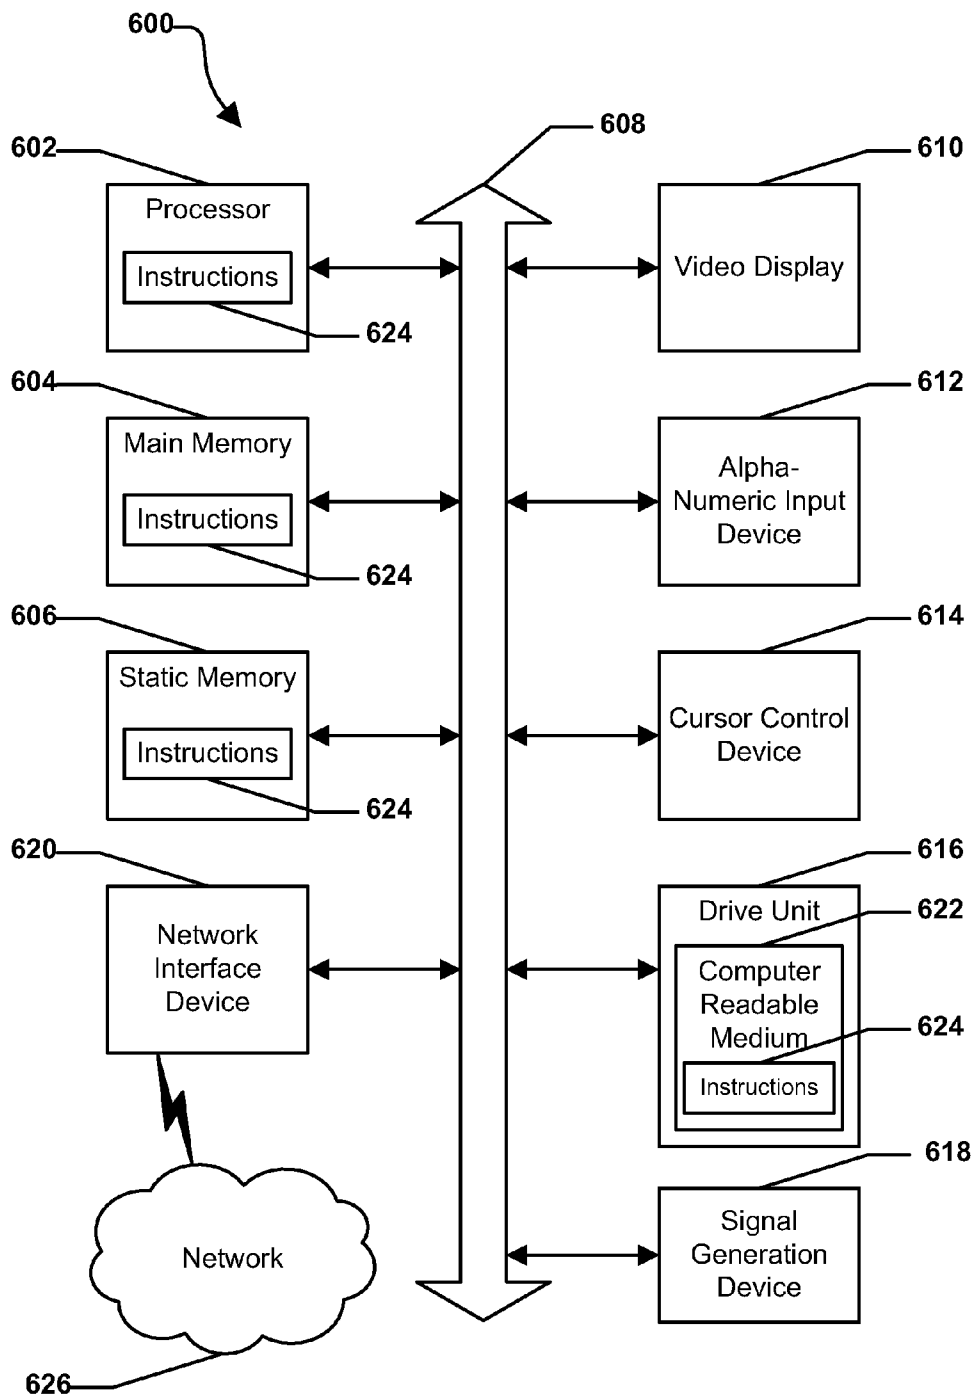 600
608
602
610
Processor
Instructions
Video Display
624
604
612
Main Memory
Instructions
Alpha-
Numeric Input
Device
624
606
614
Static Memory
Instructions
Cursor Control
Device
624
620
616
Network
Interface
Device
Drive Unit
622
Computer
Readable
Medium
624
Instructions
618
Network
Signal
Generation
Device
626